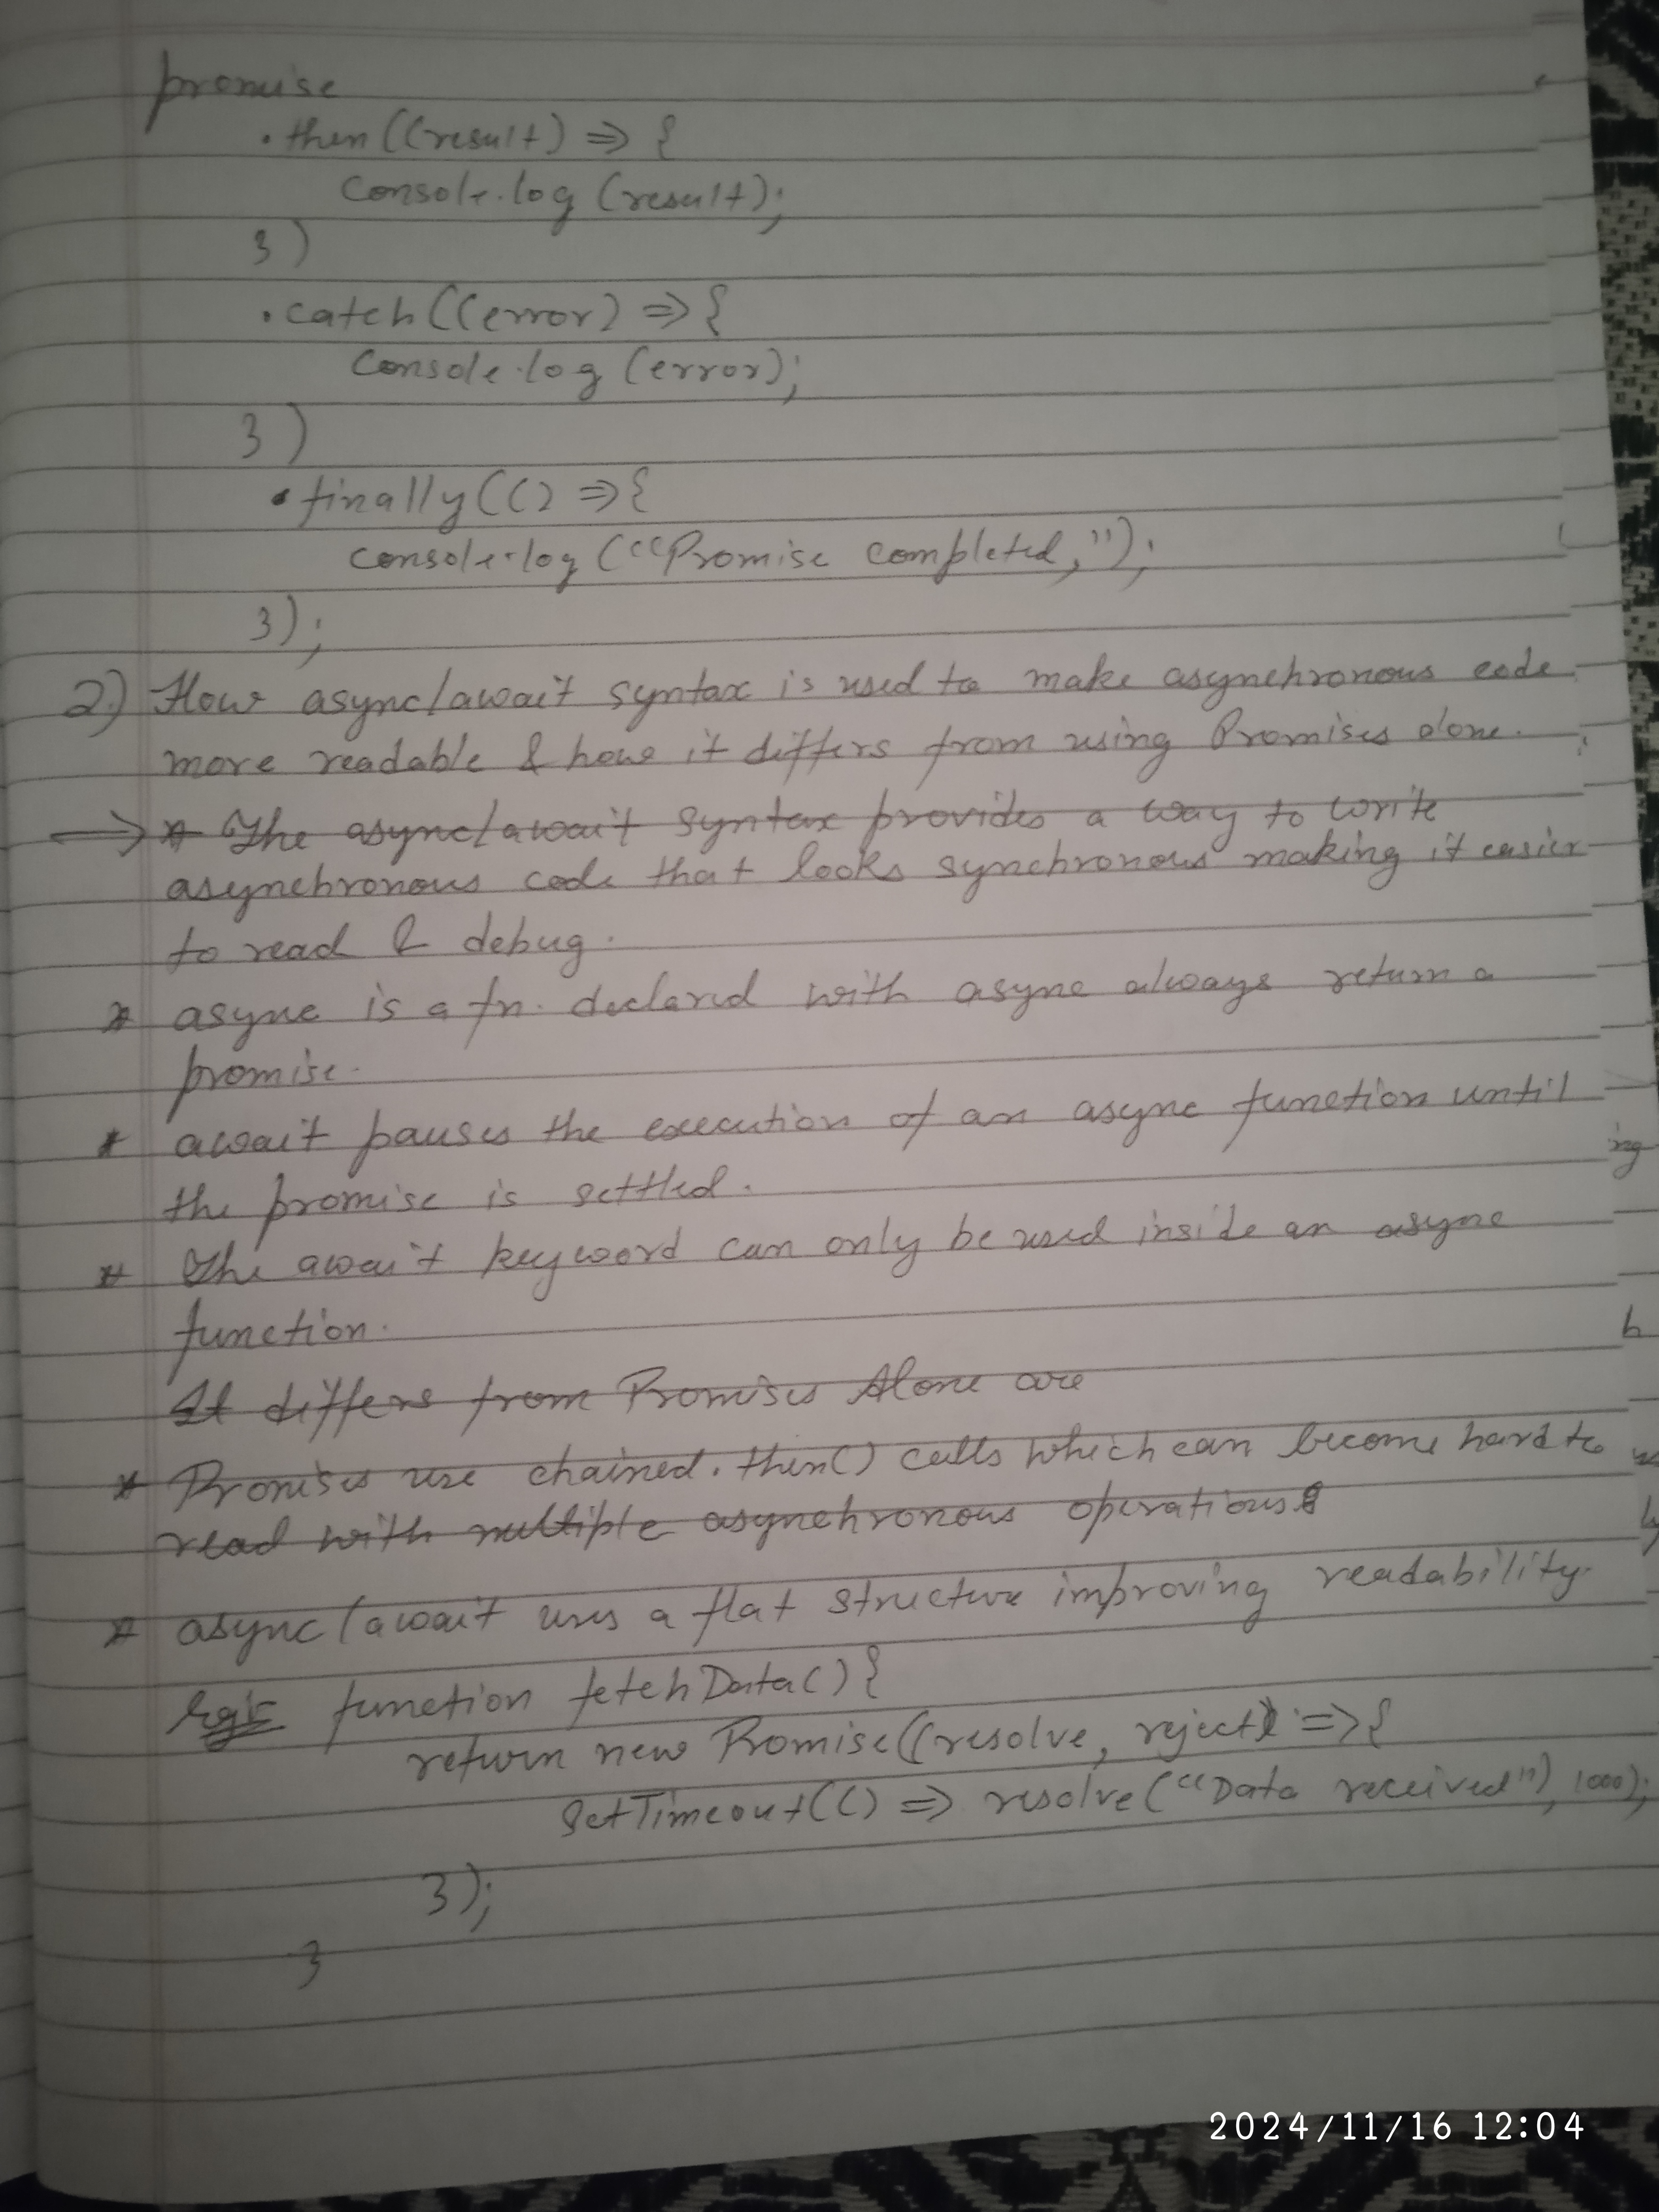 promise
.then((result) => {
console.log (result);
})
.catch((error) => {
console.log (error);
})
.finally(() => {
console.log ("Promise completed,");
});
2) How async/await syntax is used to make asynchronous code
more readable & how it differs from using Promises alone.
=> * The async/await syntax provides a way to write
asynchronous code that looks synchronous making it easier
to read & debug.
* async is a fn. declared with async always return a
promise.
* await pauses the execution of an async function until
the promise is settled.
* The await keyword can only be used inside an async
function.
It differs from Promises Alone are
* Promises use chained .then() calls which can become hard to
read with multiple asynchronous operations
* async/await uses a flat structure improving readability.
function fetchData() {
return new Promise((resolve, reject) => {
SetTimeout(() => resolve("Data received"), 1000);
});
}
ing
h
2024/11/16 12:04